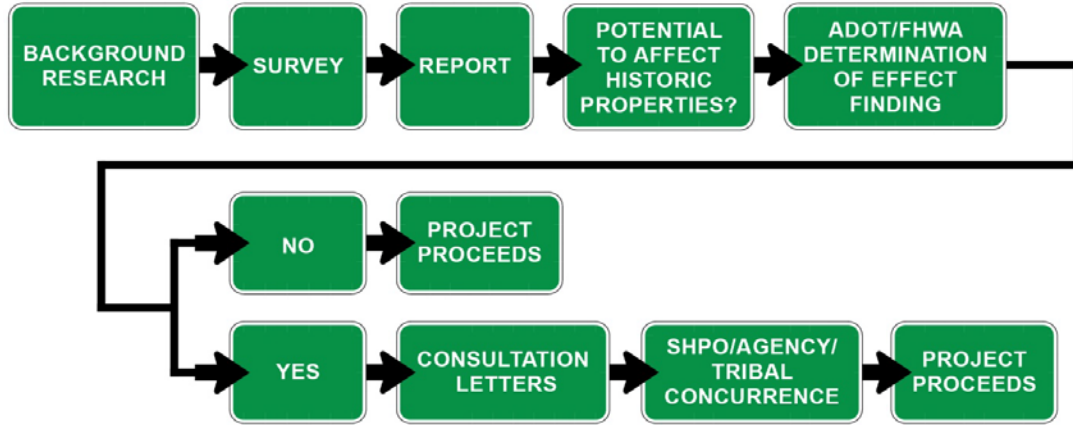 BACKGROUND
RESEARCH
SURVEY
REPORT
POTENTIAL
TO AFFECT
HISTORIC
PROPERTIES?
ADOT/FHWA
DETERMINATION
OF EFFECT
FINDING
NO
PROJECT
PROCEEDS
YES
CONSULTATION
LETTERS
SHPO/AGENCY/
TRIBAL
CONCURRENCE
PROJECT
PROCEEDS